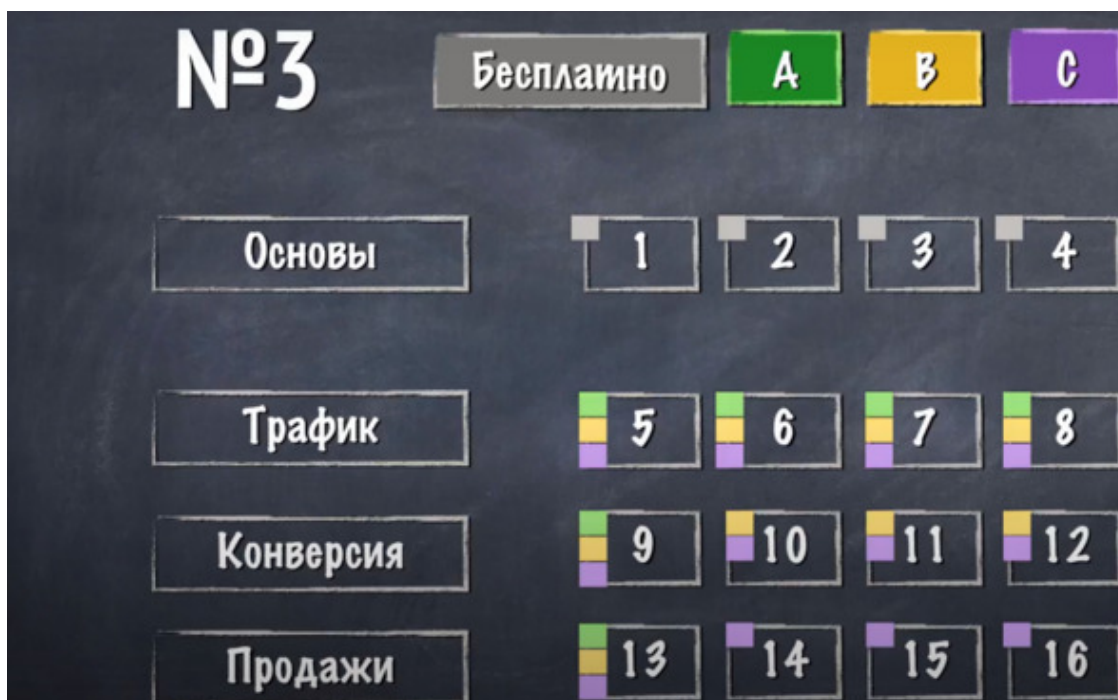 №3 Бесплатно A B C
Основы 1 2 3 4
Трафик 5 6 7 8
Конверсия 9 10 11 12
Продажи 13 14 15 16